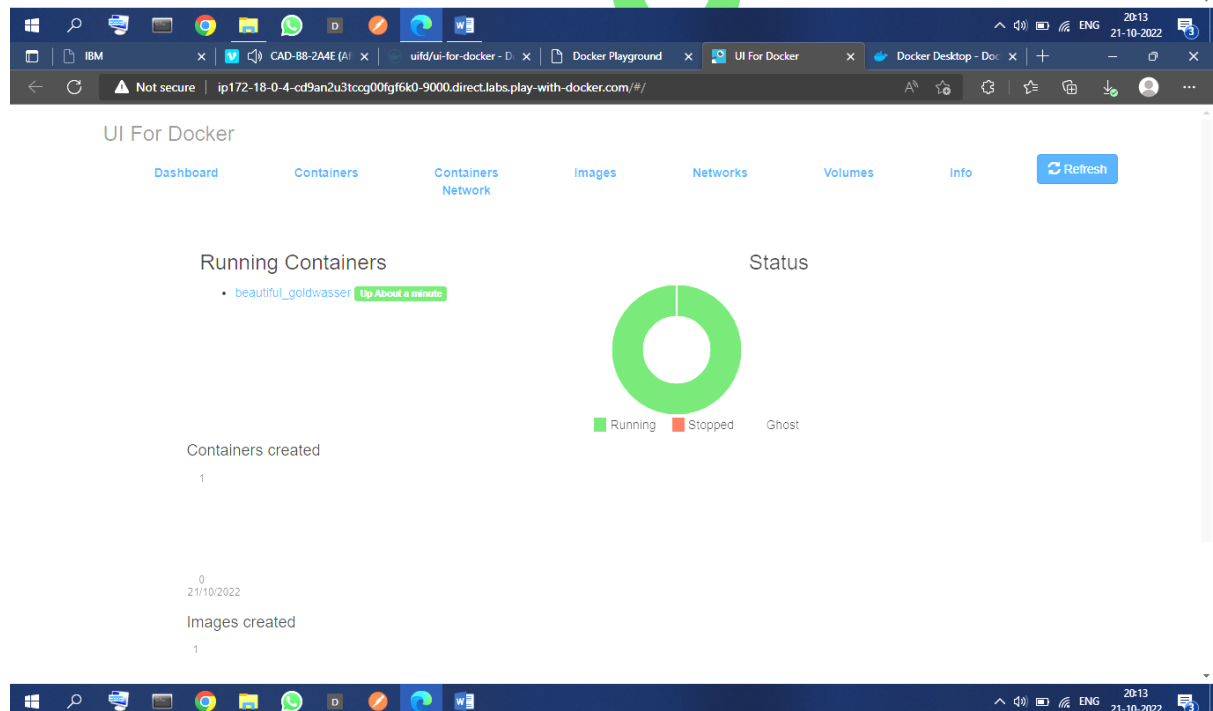 ENG
20:13
21-10-2022
IBM
CAD-B8-2A4E (Al
uifd/ui-for-docker - D
Docker Playground
UI For Docker
Docker Desktop - Doc
Not secure | ip172-18-0-4-cd9an2u3tccg00fgf6k0-9000.direct.labs.play-with-docker.com/#/
UI For Docker
Dashboard
Containers
Containers
Network
Images
Networks
Volumes
Info
Refresh
Running Containers
beautiful_goldwasser Up About a minute
Status
Running
Stopped
Ghost
Containers created
1
0
21/10/2022
Images created
1
ENG
20:13
21-10-2022